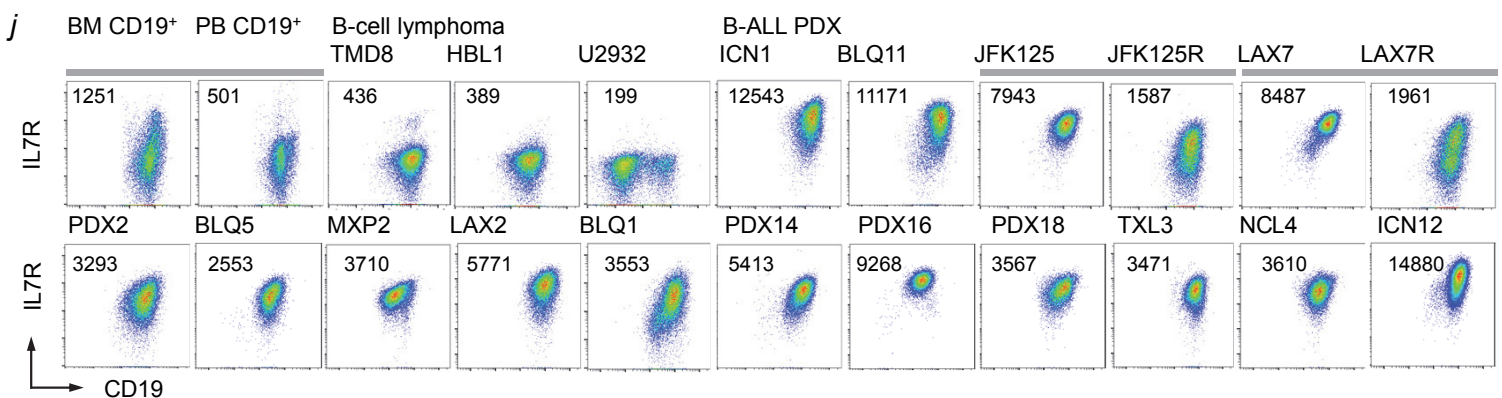 j
BM CD19+ PB CD19+ B-cell lymphoma B-ALL PDX
TMD8 HBL1 U2932 ICN1 BLQ11 JFK125 JFK125R LAX7 LAX7R
IL7R 1251 501 436 389 199 12543 11171 7943 1587 8487 1961
PDX2 BLQ5 MXP2 LAX2 BLQ1 PDX14 PDX16 PDX18 TXL3 NCL4 ICN12
IL7R 3293 2553 3710 5771 3553 5413 9268 3567 3471 3610 14880
CD19